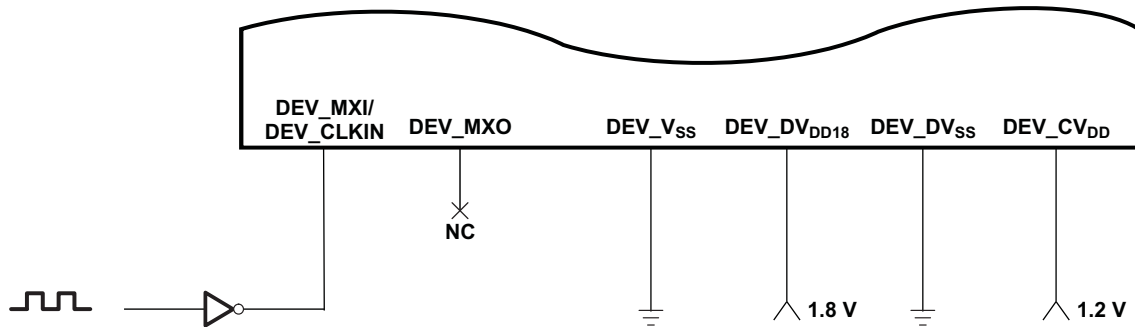 DEV_MXI/
DEV_CLKIN
DEV_MXO
DEV_VSS
DEV_DVDD18
DEV_DVSS
DEV_CVDD
NC
1.8 V
1.2 V